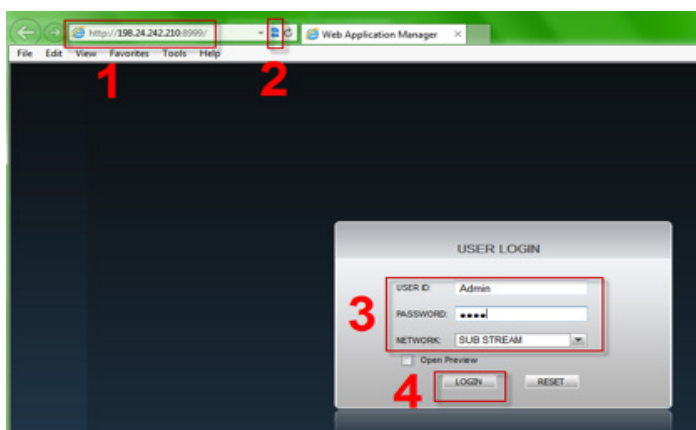 http://198.24.242.210:8999/
Web Application Manager
File Edit View Favorites Tools Help
1
2
USER LOGIN
USER ID: Admin
3
PASSWORD: ••••
NETWORK: SUB STREAM
Open Preview
4
LOGIN RESET